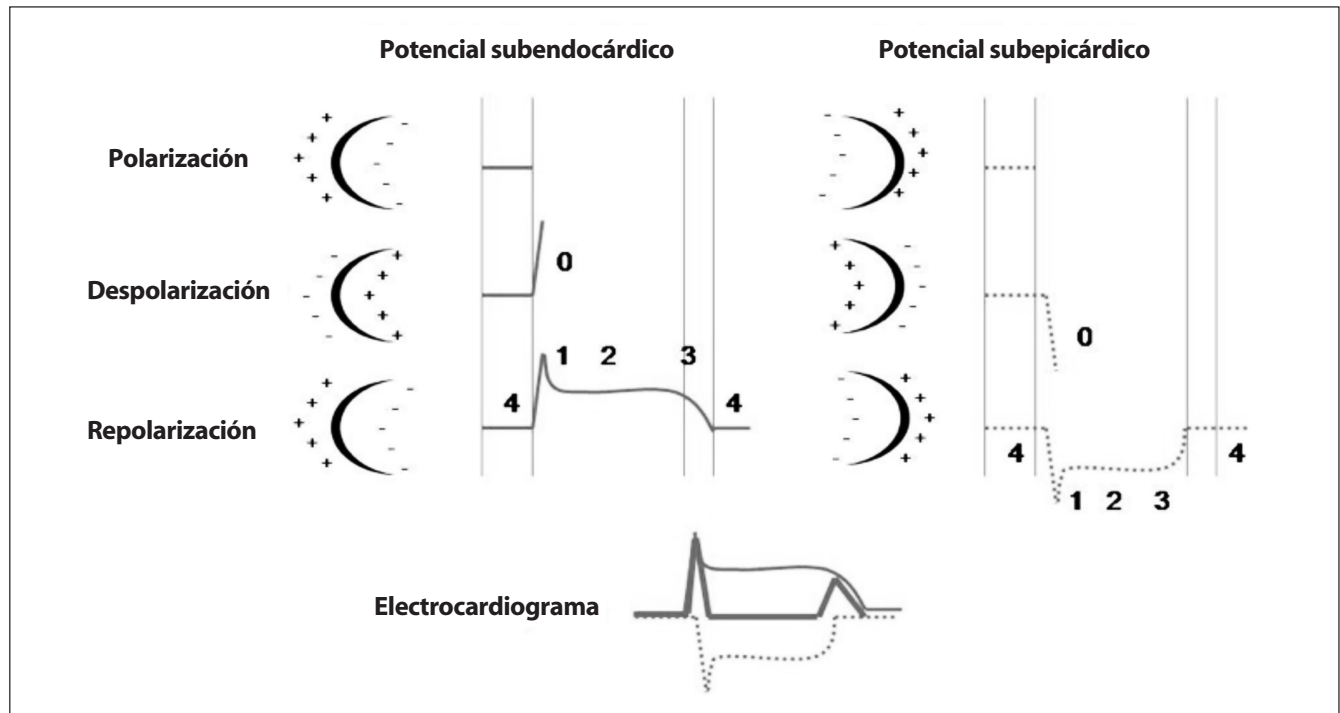 Potencial subendocárdico Potencial subepicárdico
Polarización
Despolarización
0
0
Repolarización
1 2 3
4 4
4 4
1 2 3
Electrocardiograma